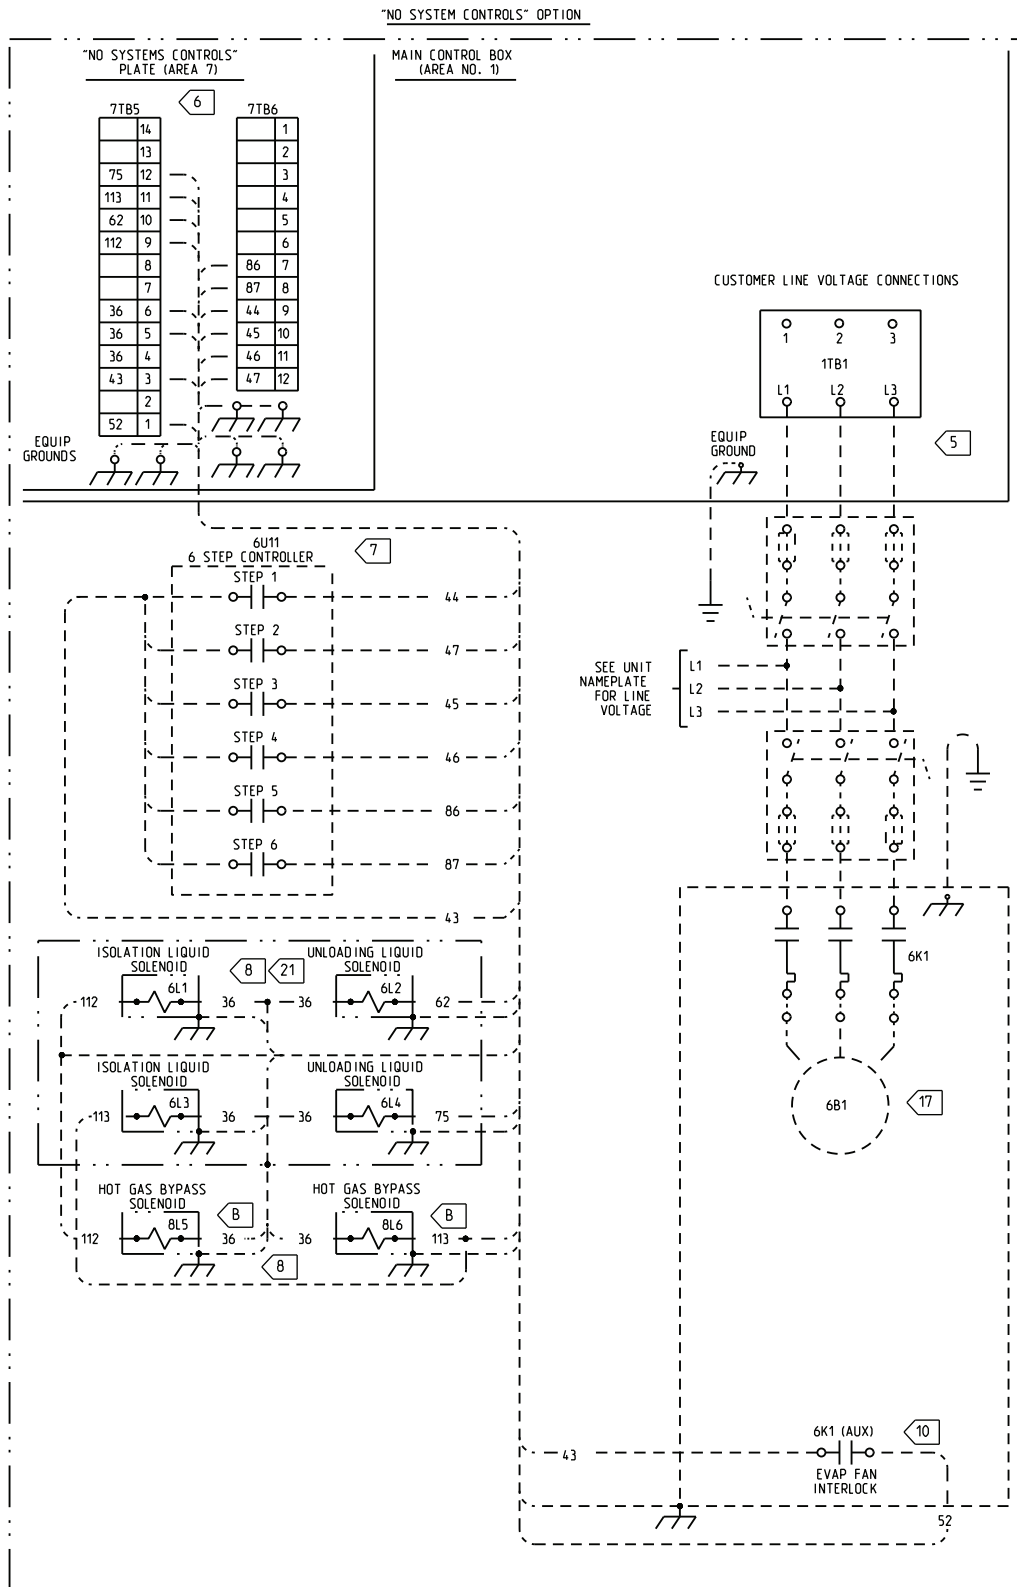 "NO SYSTEM CONTROLS" OPTION
"NO SYSTEMS CONTROLS"
PLATE (AREA 7)
MAIN CONTROL BOX
(AREA NO. 1)
6
7TB5
14
13
75 12
113 11
62 10
112 9
8
7
36 6
36 5
36 4
43 3
2
52 1
7TB6
1
2
3
4
5
6
86 7
87 8
44 9
45 10
46 11
47 12
EQUIP
GROUNDS
CUSTOMER LINE VOLTAGE CONNECTIONS
1 2 3
1TB1
L1 L2 L3
5
EQUIP
GROUND
6U11
6 STEP CONTROLLER
7
STEP 1
44
STEP 2
47
STEP 3
45
STEP 4
46
STEP 5
86
STEP 6
87
43
SEE UNIT
NAMEPLATE
FOR LINE
VOLTAGE
L1
L2
L3
6K1
6B1
17
ISOLATION LIQUID
SOLENOID
6L1
112 36
8 21
UNLOADING LIQUID
SOLENOID
6L2
36 62
ISOLATION LIQUID
SOLENOID
6L3
113 36
UNLOADING LIQUID
SOLENOID
6L4
36 75
HOT GAS BYPASS
SOLENOID
8L5
112 36
B
HOT GAS BYPASS
SOLENOID
8L6
36 113
B
8
6K1 (AUX)
10
43
EVAP FAN
INTERLOCK
52